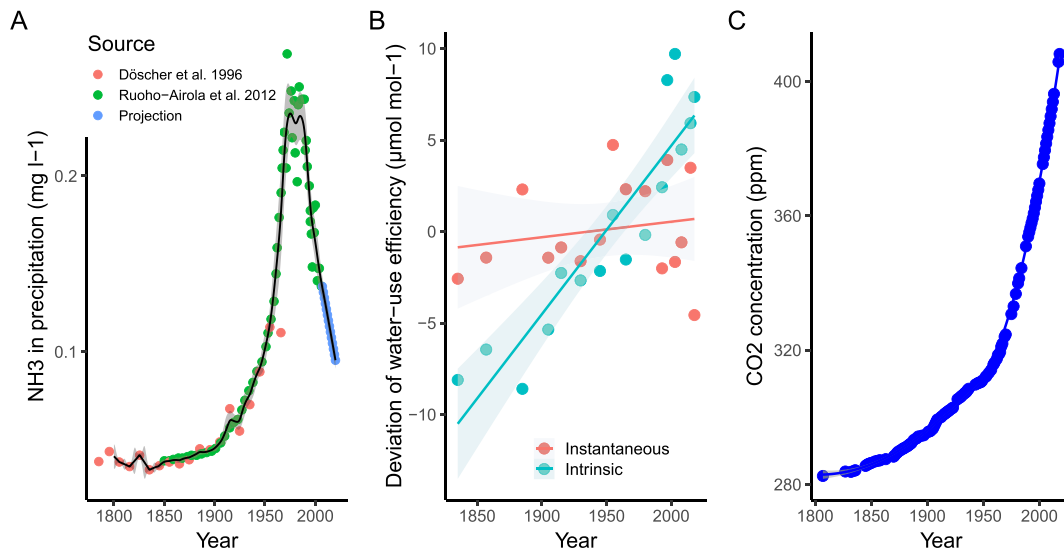 A
Source
Döscher et al. 1996
Ruoho−Airola et al. 2012
Projection
NH3 in precipitation (mg l−1)
0.2
0.1
1800 1850 1900 1950 2000
Year
B
Deviation of water−use efficiency (μmol mol−1)
10
5
0
−5
−10
Instantaneous
Intrinsic
1850 1900 1950 2000
Year
C
CO2 concentration (ppm)
400
360
320
280
1800 1850 1900 1950 2000
Year